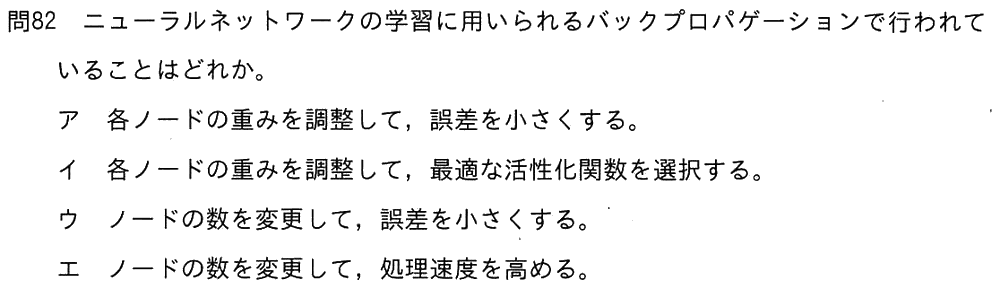 問82　ニューラルネットワークの学習に用いられるバックプロパゲーションで行われて
いることはどれか。
ア　各ノードの重みを調整して，誤差を小さくする。
イ　各ノードの重みを調整して，最適な活性化関数を選択する。
ウ　ノードの数を変更して，誤差を小さくする。
エ　ノードの数を変更して，処理速度を高める。